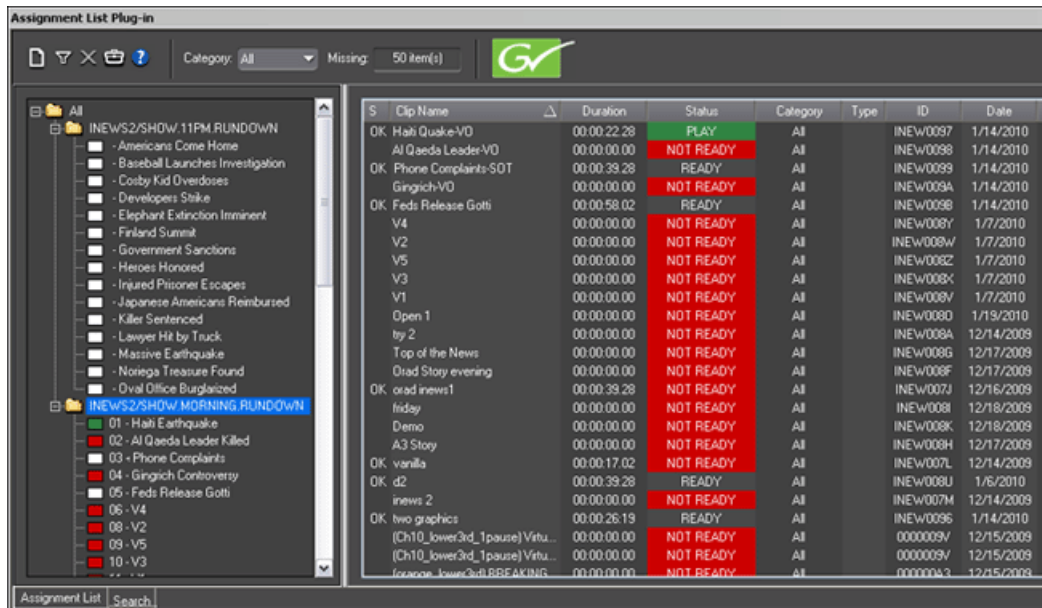 Assignment List Plug-in
Category: All Missing: 50 item(s) GV
All
INEWS2/SHOW.11PM.RUNDOWN
- Americans Come Home
- Baseball Launches Investigation
- Cosby Kid Overdoses
- Developers Strike
- Elephant Extinction Imminent
- Finland Summit
- Government Sanctions
- Heroes Honored
- Injured Prisoner Escapes
- Japanese Americans Reimbursed
- Killer Sentenced
- Lawyer Hit by Truck
- Massive Earthquake
- Noriega Treasure Found
- Oval Office Burglarized
INEWS2/SHOW.MORNING.RUNDOWN
01 - Haiti Earthquake
02 - Al Qaeda Leader Killed
03 - Phone Complaints
04 - Gingrich Controversy
05 - Feds Release Gotti
06 - V4
08 - V2
09 - V5
10 - V3
S Clip Name Duration Status Category Type ID Date
OK Haiti Quake-VO 00:00:22.28 PLAY All INEW0097 1/14/2010
Al Qaeda Leader-VO 00:00:00.00 NOT READY All INEW0098 1/14/2010
OK Phone Complaints-SOT 00:00:39.28 READY All INEW0099 1/14/2010
Gingrich-VO 00:00:00.00 NOT READY All INEW009A 1/14/2010
OK Feds Release Gotti 00:00:58.02 READY All INEW009B 1/14/2010
V4 00:00:00.00 NOT READY All INEW008Y 1/7/2010
V2 00:00:00.00 NOT READY All INEW008W 1/7/2010
V5 00:00:00.00 NOT READY All INEW008Z 1/7/2010
V3 00:00:00.00 NOT READY All INEW008X 1/7/2010
V1 00:00:00.00 NOT READY All INEW008V 1/7/2010
Open 1 00:00:00.00 NOT READY All 1/19/2010
try 2 00:00:00.00 NOT READY All INEW008A 12/14/2009
Top of the News 00:00:00.00 NOT READY All INEW008G 12/17/2009
Orad Story evening 00:00:00.00 NOT READY All INEW008F 12/17/2009
OK orad inews1 00:00:39.28 NOT READY All INEW007J 12/16/2009
friday 00:00:00.00 NOT READY All INEW008I 12/18/2009
Demo 00:00:00.00 NOT READY All INEW008K 12/18/2009
A3 Story 00:00:00.00 NOT READY All INEW008H 12/17/2009
OK vanilla 00:00:17.02 NOT READY All INEW007L 12/14/2009
OK d2 00:00:39.28 READY All INEW008U 1/6/2010
inews 2 00:00:00.00 NOT READY All INEW007M 12/14/2009
OK two graphics 00:00:26:19 READY All INEW0096 1/14/2010
(Ch10_lower3rd_1pause) Virtu... 00:00:00.00 NOT READY All 0000009V 12/15/2009
(Ch10_lower3rd_1pause) Virtu... 00:00:00.00 NOT READY All 0000009V 12/15/2009
(orange_lower3rd) BREAKING 00:00:00.00 NOT READY All 000000A3 12/15/2009
Assignment List Search